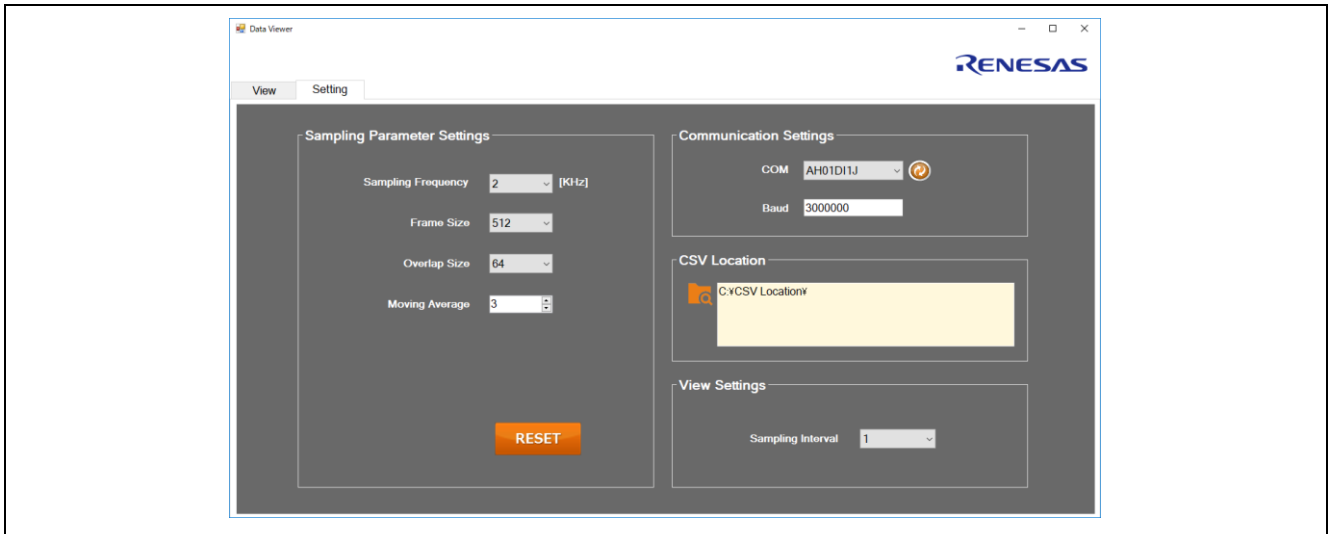 Data Viewer
RENESAS
View Setting
Sampling Parameter Settings
Sampling Frequency 2 [KHz]
Frame Size 512
Overlap Size 64
Moving Average 3
RESET
Communication Settings
COM AH01DI1J
Baud 3000000
CSV Location
C:¥CSV Location¥
View Settings
Sampling Interval 1